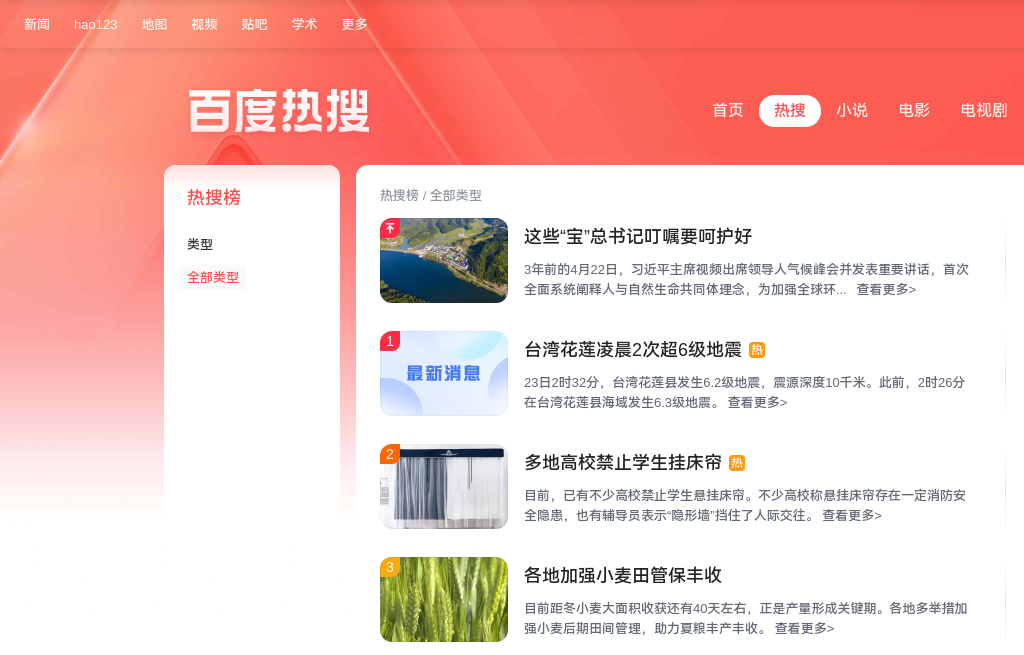 新闻 hao123 地图 视频 贴吧 学术 更多
百度热搜
首页 热搜 小说 电影 电视剧
热搜榜
类型
全部类型
热搜榜 / 全部类型
这些“宝”总书记叮嘱要呵护好
3年前的4月22日，习近平主席视频出席领导人气候峰会并发表重要讲话，首次
全面系统阐释人与自然生命共同体理念，为加强全球环... 查看更多>
1
最新消息
台湾花莲凌晨2次超6级地震 热
23日2时32分，台湾花莲县发生6.2级地震，震源深度10千米。此前，2时26分
在台湾花莲县海域发生6.3级地震。 查看更多>
2
多地高校禁止学生挂床帘 热
目前，已有不少高校禁止学生悬挂床帘。不少高校称悬挂床帘存在一定消防安
全隐患，也有辅导员表示“隐形墙”挡住了人际交往。 查看更多>
3
各地加强小麦田管保丰收
目前距冬小麦大面积收获还有40天左右，正是产量形成关键期。各地多举措加
强小麦后期田间管理，助力夏粮丰产丰收。 查看更多>